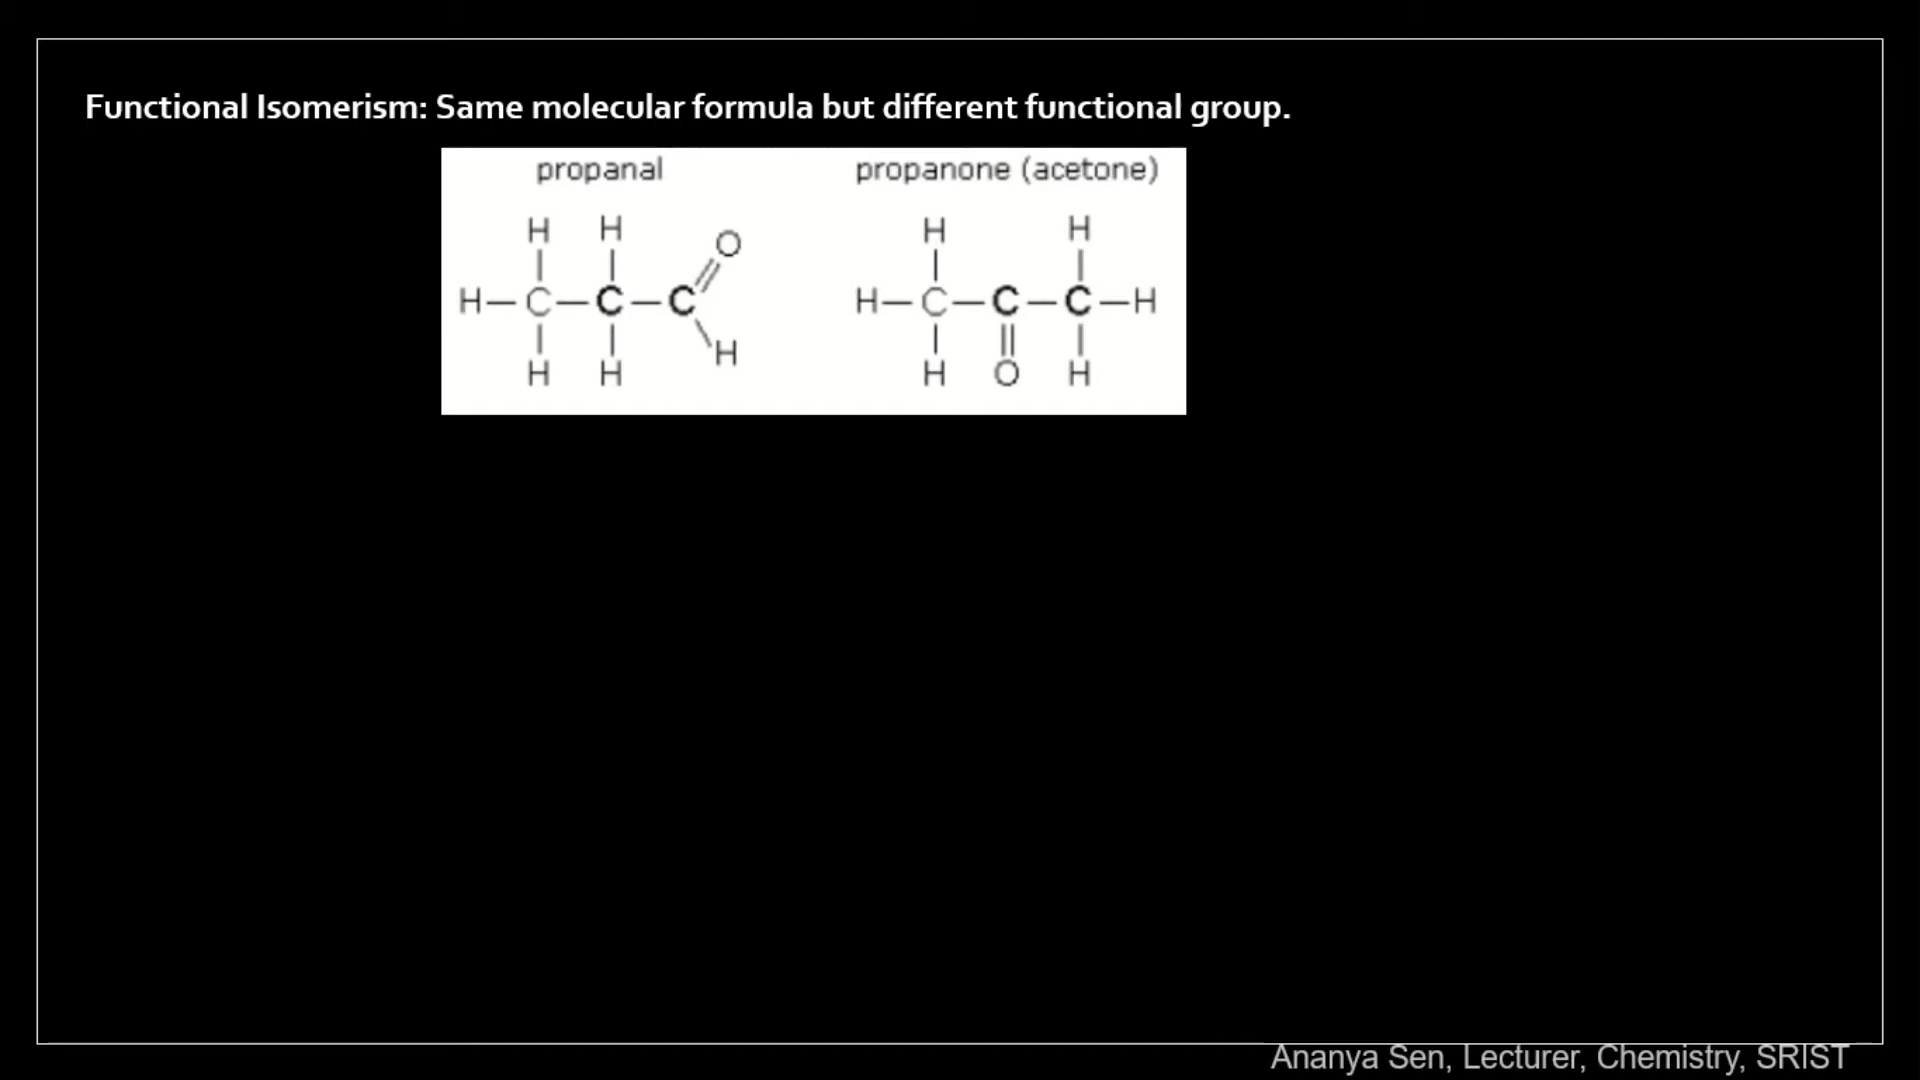 Functional Isomerism: Same molecular formula but different functional group.
propanal propanone (acetone)
H H O H H
H—C—C—C H—C—C—C—H
H H H H O H
Ananya Sen, Lecturer, Chemistry, SRIST